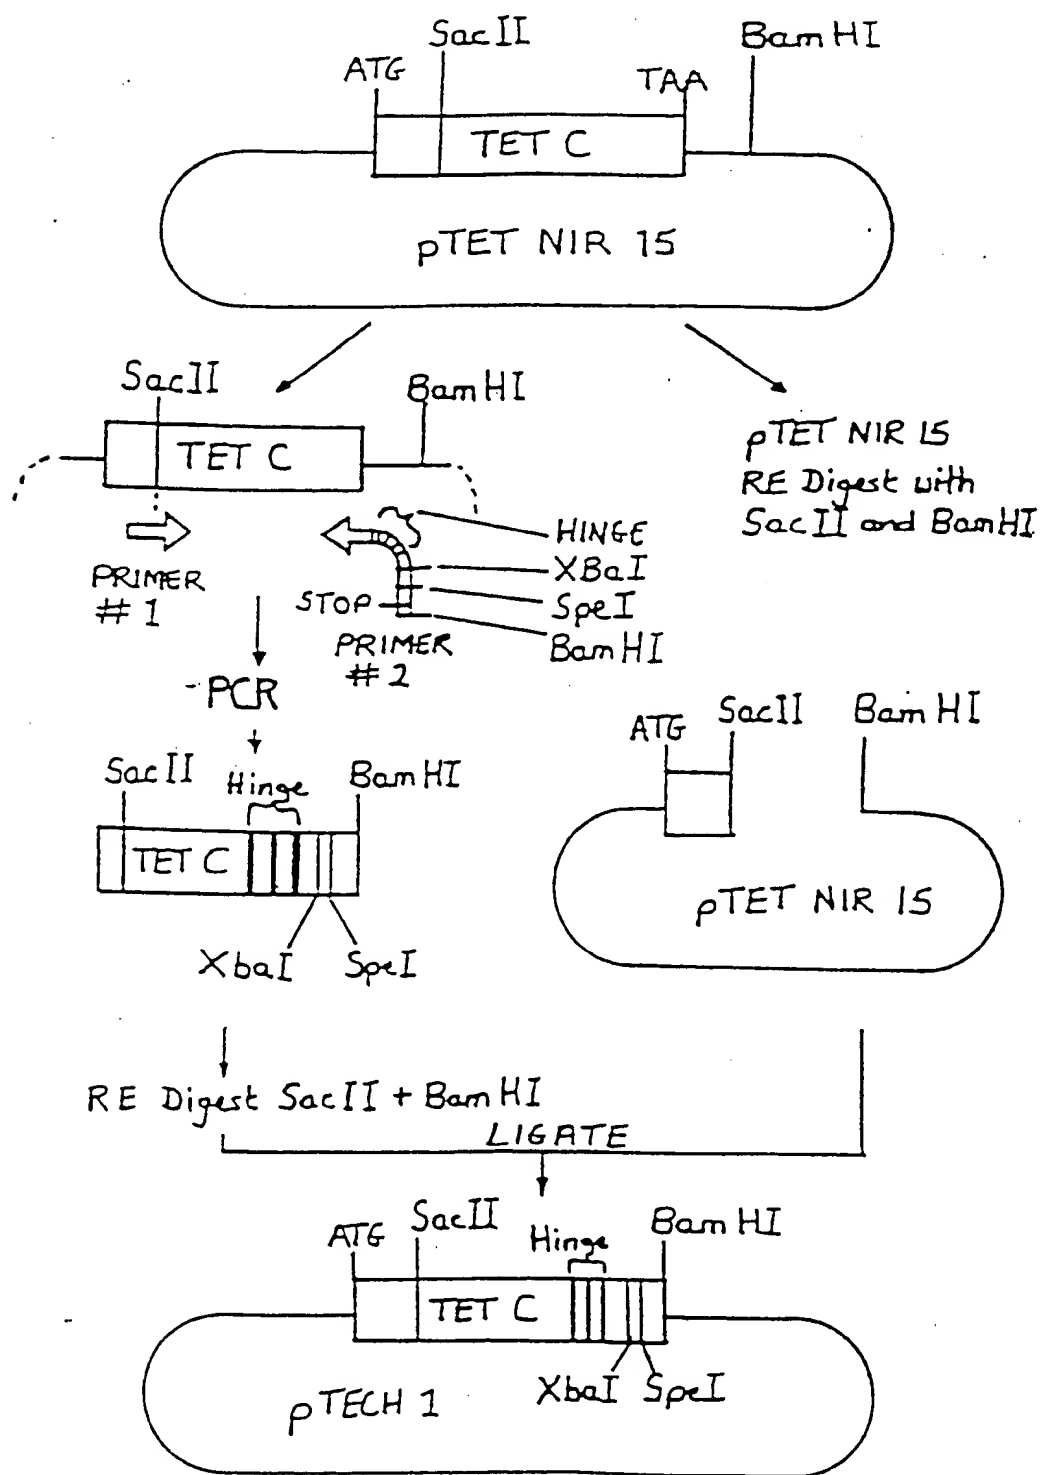 SacII
BamHI
ATG
TAA
TET C
pTET NIR 15
SacII
BamHI
TET C
pTET NIR 15
RE Digest with
SacII and BamHI
HINGE
XBaI
SpeI
BamHI
STOP
PRIMER
# 1
PRIMER
# 2
PCR
SacII
Hinge
BamHI
TET C
XbaI
SpeI
ATG
SacII
BamHI
pTET NIR 15
RE Digest SacII + BamHI
LIGATE
ATG
SacII
Hinge
BamHI
TET C
XbaI
SpeI
pTECH 1